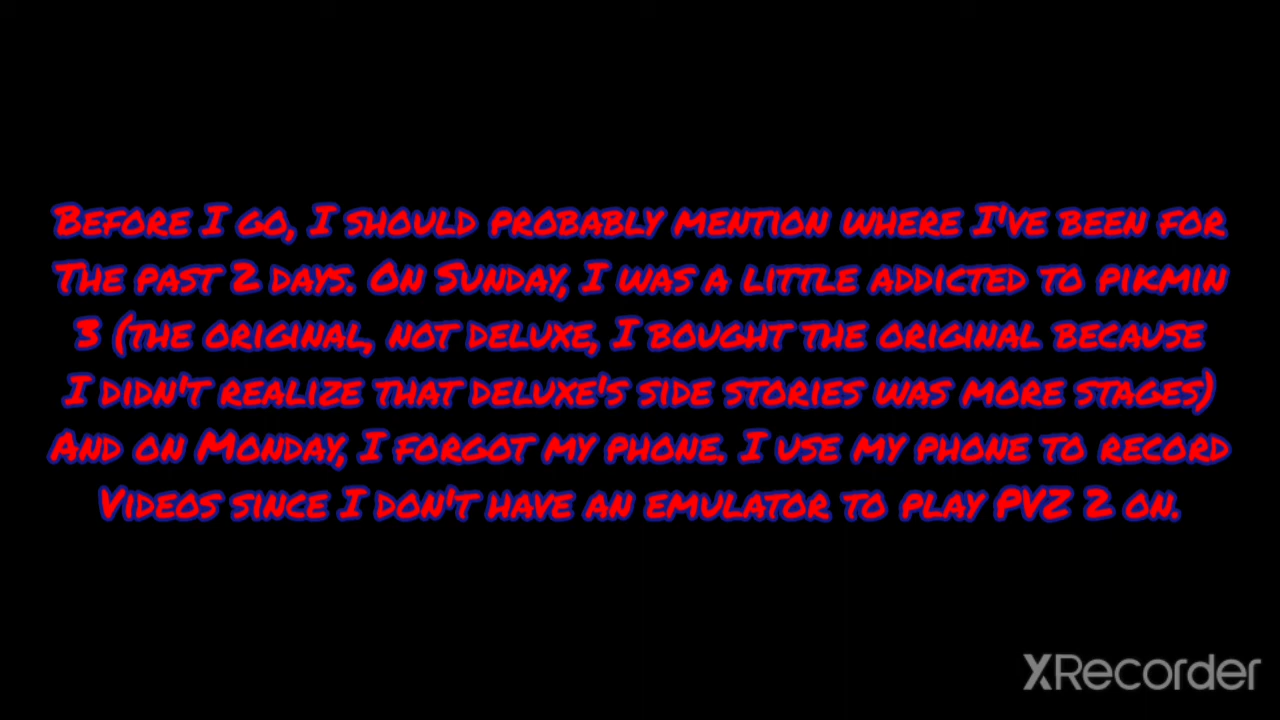 Before I go, I should probably mention where I've been for
The past 2 days. On Sunday, I was a little addicted to pikmin
3 (the original, not deluxe, I bought the original because
I didn't realize that deluxe's side stories was more stages)
And on Monday, I forgot my phone. I use my phone to record
Videos since I don't have an emulator to play PVZ 2 on.
XRecorder